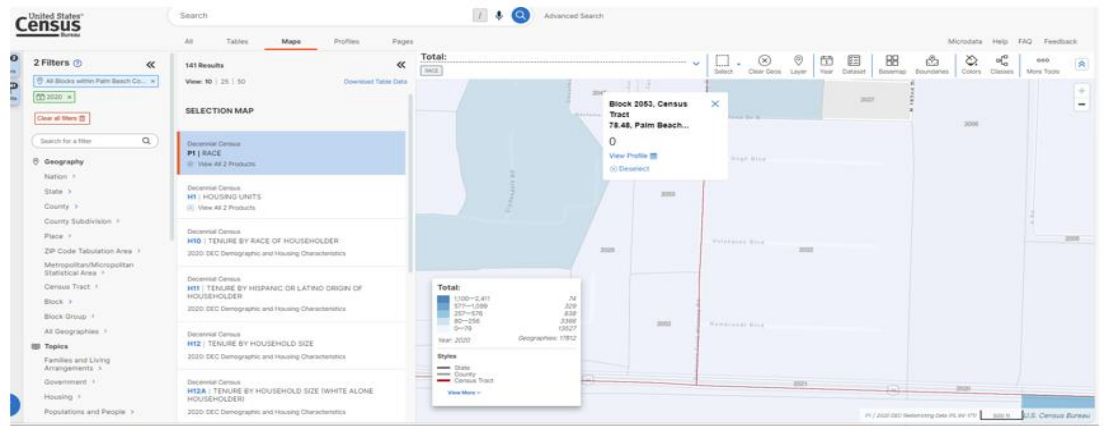 United States®
Census
Bureau
Search
/
Advanced Search
All
Tables
Maps
Profiles
Pages
Microdata
Help
FAQ
Feedback
2 Filters
All Blocks within Palm Beach Co...
2020
Clear all filters
Search for a filter
Geography
Nation
State
County
County Subdivision
Place
ZIP Code Tabulation Area
Metropolitan/Micropolitan
Statistical Area
Census Tract
Block
Block Group
All Geographies
Topics
Families and Living
Arrangements
Government
Housing
Populations and People
141 Results
View: 10 | 25 | 50
Download Table Data
SELECTION MAP
Decennial Census
P1 | RACE
View All 2 Products
Decennial Census
H1 | HOUSING UNITS
View All 2 Products
Decennial Census
H10 | TENURE BY RACE OF HOUSEHOLDER
2020: DEC Demographic and Housing Characteristics
Decennial Census
H11 | TENURE BY HISPANIC OR LATINO ORIGIN OF
HOUSEHOLDER
2020: DEC Demographic and Housing Characteristics
Decennial Census
H12 | TENURE BY HOUSEHOLD SIZE
2020: DEC Demographic and Housing Characteristics
Decennial Census
H12A | TENURE BY HOUSEHOLD SIZE (WHITE ALONE
HOUSEHOLDER)
2020: DEC Demographic and Housing Characteristics
Total:
RACE
Select
Clear Geos
Layer
Year
Dataset
Basemap
Boundaries
Colors
Classes
More Tools
Block 2053, Census
Tract
78.48, Palm Beach...
0
View Profile
Deselect
2027
2053
2052
2021
2020
Total:
1,100—2,411 74
577—1,099 329
257—576 838
80—256 3366
0—79 13527
Year: 2020
Geographies: 17812
Styles
State
County
Census Tract
View More
600 ft
U.S. Census Bureau